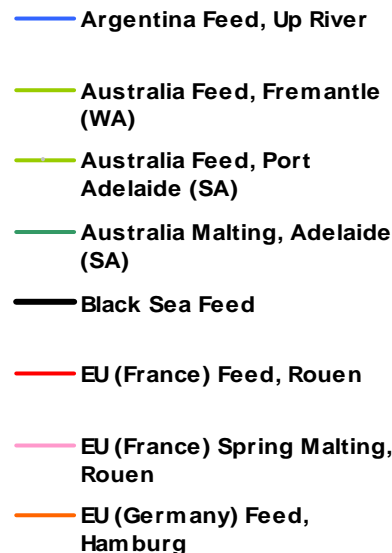 Argentina Feed, Up River
Australia Feed, Fremantle
(WA)
Australia Feed, Port
Adelaide (SA)
Australia Malting, Adelaide
(SA)
Black Sea Feed
EU (France) Feed, Rouen
EU (France) Spring Malting,
Rouen
EU (Germany) Feed,
Hamburg